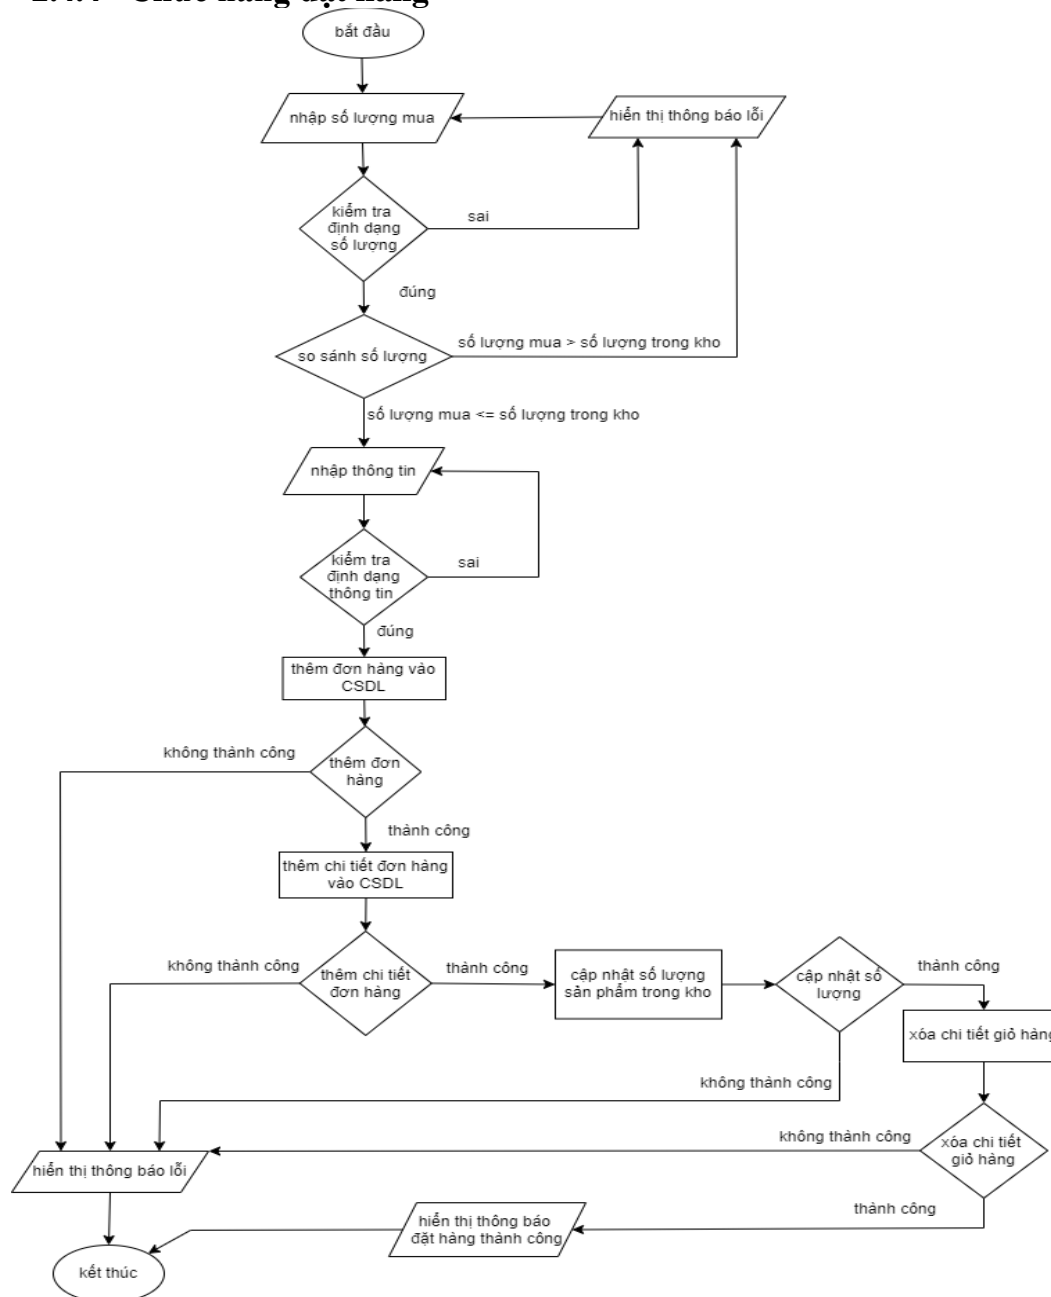 bắt đầu
nhập số lượng mua
hiển thị thông báo lỗi
kiểm tra
định dạng
số lượng
sai
đúng
so sánh số lượng
số lượng mua > số lượng trong kho
số lượng mua <= số lượng trong kho
nhập thông tin
kiểm tra
định dạng
thông tin
sai
đúng
thêm đơn hàng vào
CSDL
không thành công
thêm đơn
hàng
thành công
thêm chi tiết đơn hàng
vào CSDL
không thành công
thêm chi tiết
đơn hàng
thành công
cập nhật số lượng
sản phẩm trong kho
cập nhật số
lượng
thành công
xóa chi tiết giỏ hàng
không thành công
không thành công
xóa chi tiết
giỏ hàng
hiển thị thông báo lỗi
thành công
hiển thị thông báo
đặt hàng thành công
kết thúc